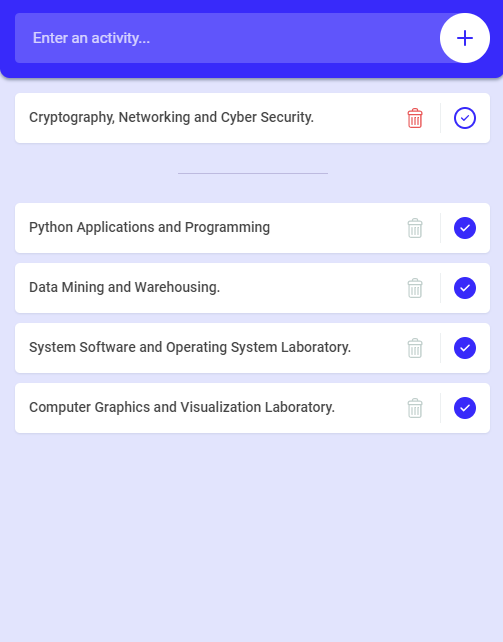 Enter an activity...
Cryptography, Networking and Cyber Security.
Python Applications and Programming
Data Mining and Warehousing.
System Software and Operating System Laboratory.
Computer Graphics and Visualization Laboratory.